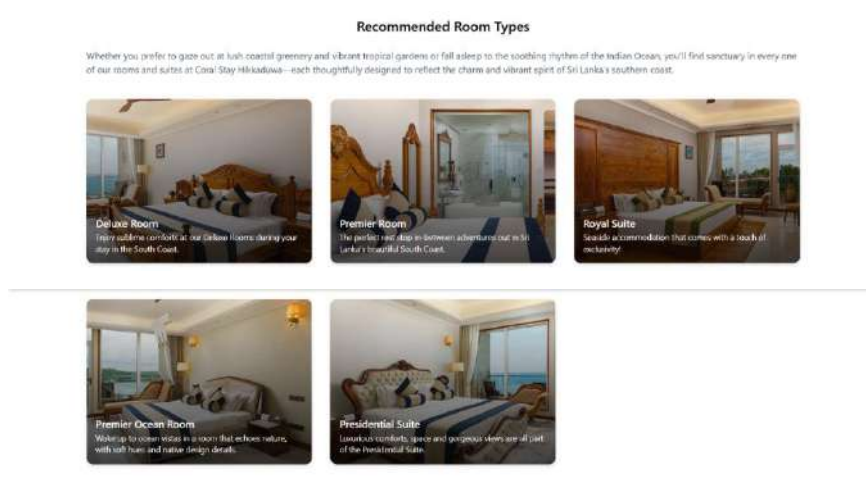 Recommended Room Types
Whether you prefer to gaze out at lush coastal greenery and vibrant tropical gardens or fall asleep to the soothing rhythm of the Indian Ocean, you'll find sanctuary in every one
of our rooms and suites at Coral Stay Hikkaduwa—each thoughtfully designed to reflect the charm and vibrant spirit of Sri Lanka's southern coast.
Deluxe Room
Enjoy sublime comforts at our Deluxe Rooms during your
stay in the South Coast.
Premier Room
The perfect rest stop in-between adventures out in Sri
Lanka's beautiful South Coast.
Royal Suite
Seaside accommodation that comes with a touch of
exclusivity!
Premier Ocean Room
Wake up to ocean vistas in a room that echoes nature,
with soft hues and native design details.
Presidential Suite
Luxurious comforts, space and gorgeous views are all part
of the Presidential Suite.